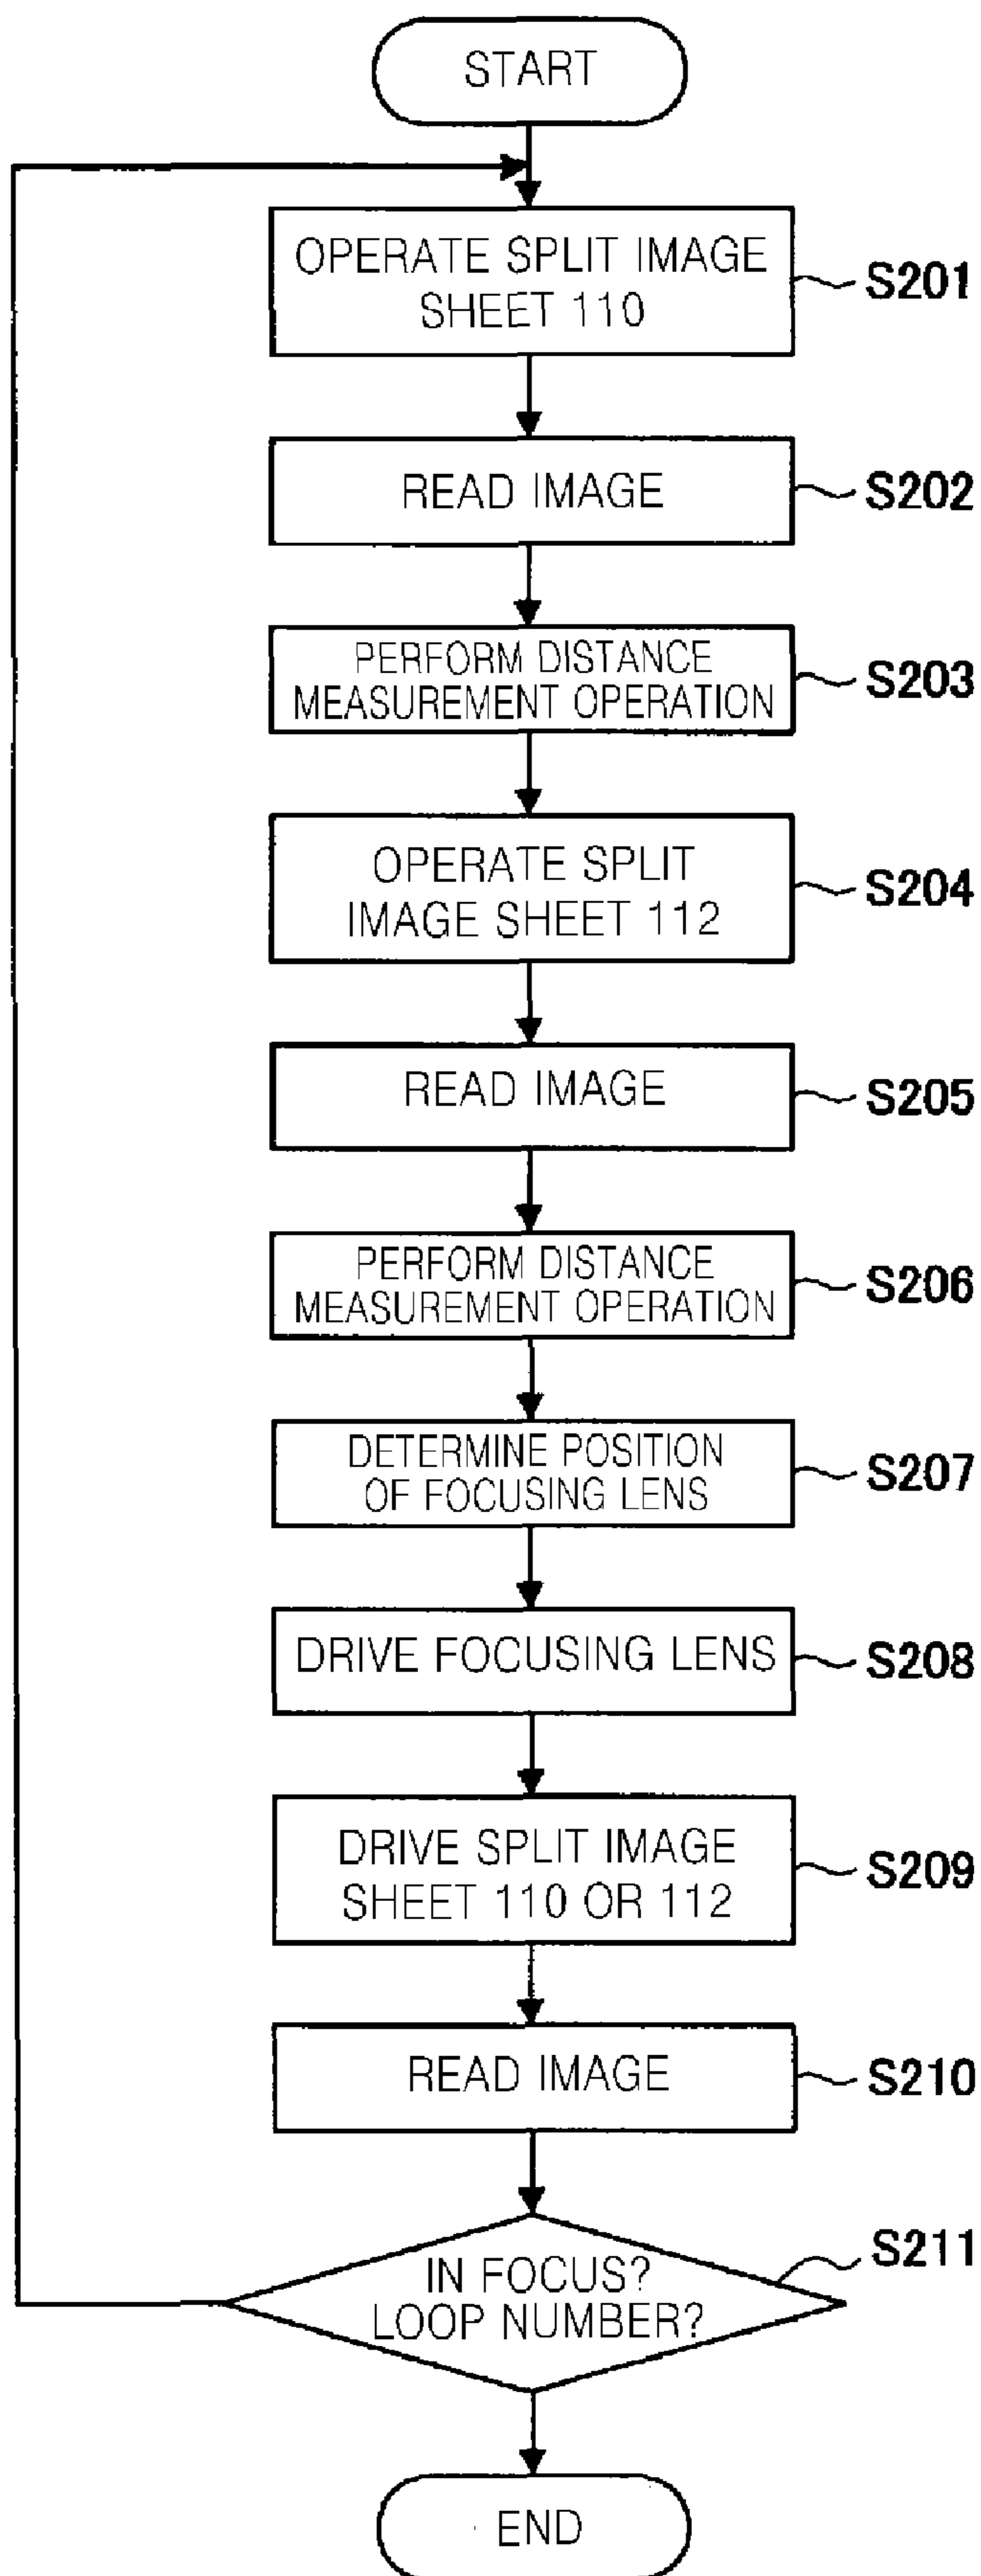 START
OPERATE SPLIT IMAGE
SHEET 110
S201
READ IMAGE
S202
PERFORM DISTANCE
MEASUREMENT OPERATION
S203
OPERATE SPLIT
IMAGE SHEET 112
S204
READ IMAGE
S205
PERFORM DISTANCE
MEASUREMENT OPERATION
S206
DETERMINE POSITION
OF FOCUSING LENS
S207
DRIVE FOCUSING LENS
S208
DRIVE SPLIT IMAGE
SHEET 110 OR 112
S209
READ IMAGE
S210
IN FOCUS?
LOOP NUMBER?
S211
END